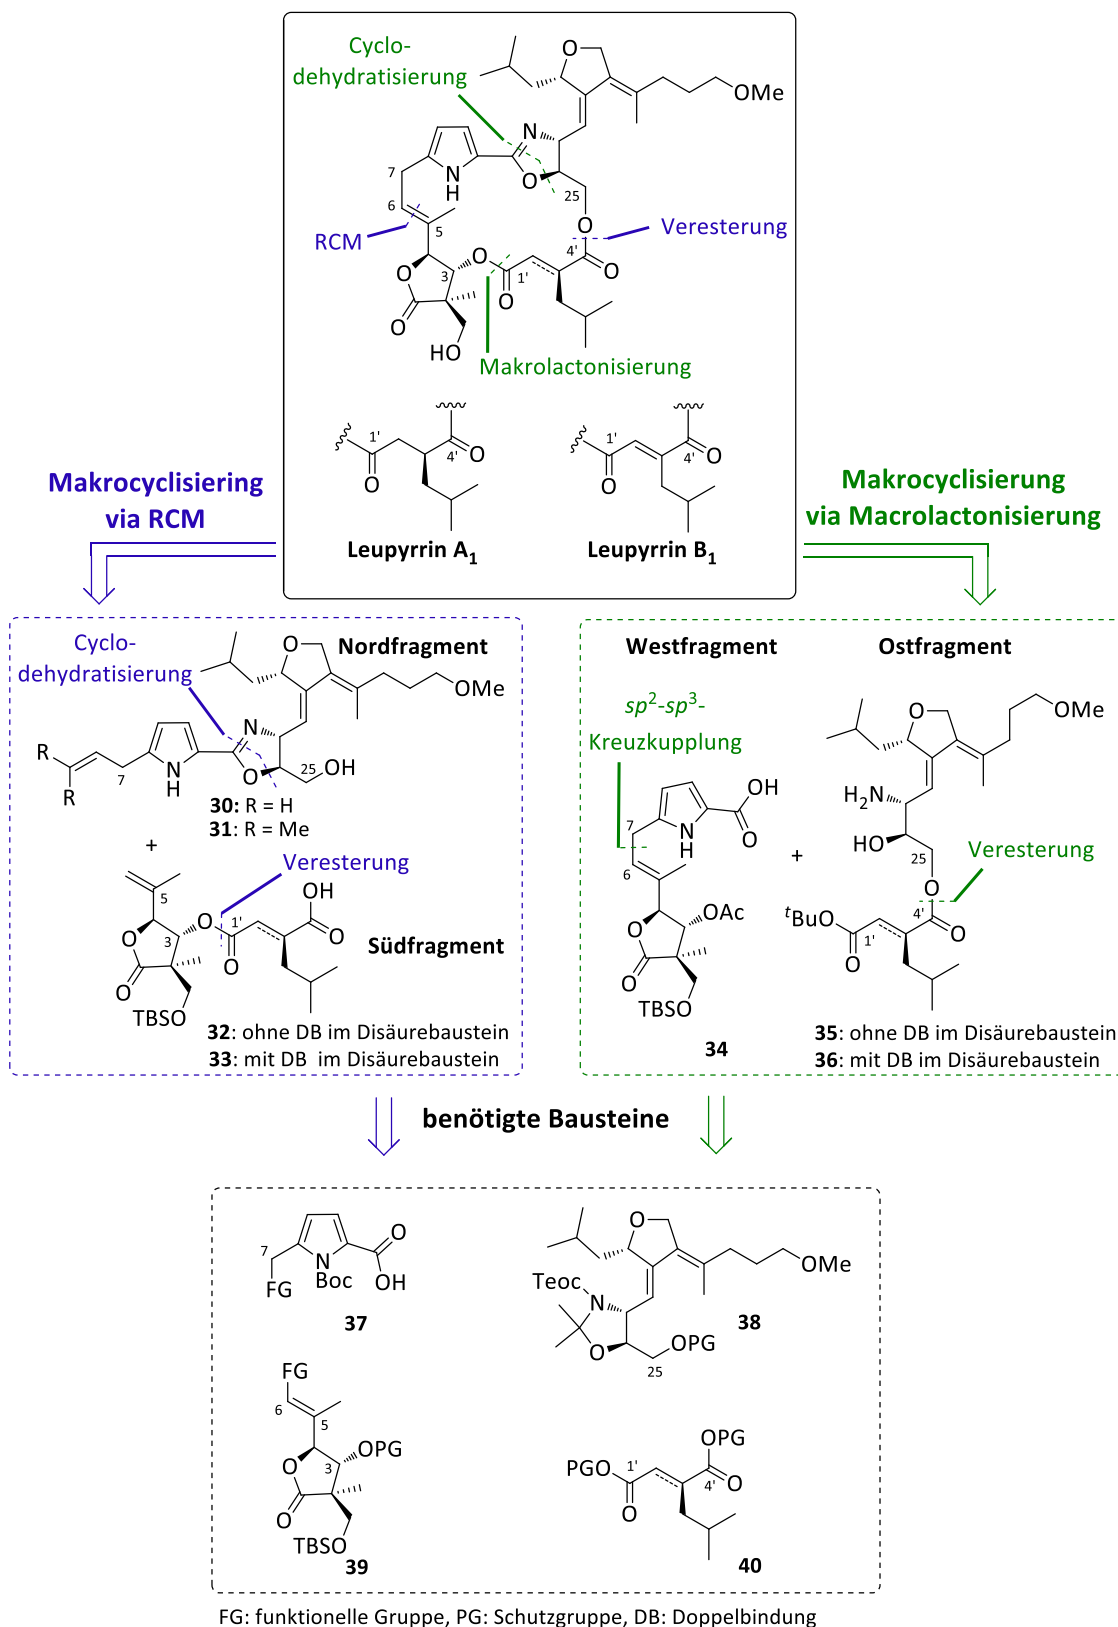 Cyclo-
dehydratisierung
O
OMe
N
O
N
H
7
6
5
25
O
RCM
Veresterung
O
3
O
1'
4'
O
O
O
HO
Makrolactonisierung
1'
O
4'
O
1'
O
4'
O
Leupyrrin A1
Leupyrrin B1
Makrocyclisiering
via RCM
Makrocyclisierung
via Macrolactonisierung
Cyclo-
dehydratisierung
O
Nordfragment
OMe
R
R
7
N
H
N
O
25
OH
30: R = H
31: R = Me
+
Veresterung
5
O
3
O
1'
O
OH
O
O
TBSO
Südfragment
32: ohne DB im Disäurebaustein
33: mit DB im Disäurebaustein
Westfragment
sp2-sp3-
Kreuzkupplung
OH
O
7
N
H
6
O
OAc
O
TBSO
34
+
Ostfragment
O
OMe
H2N
HO
25
Veresterung
O
tBuO
1'
4'
O
O
35: ohne DB im Disäurebaustein
36: mit DB im Disäurebaustein
benötigte Bausteine
7
N
Boc
FG
O
OH
37
O
OMe
Teoc
N
O
OPG
25
38
FG
6
5
O
3
OPG
O
TBSO
39
OPG
PGO
1'
4'
O
O
40
FG: funktionelle Gruppe, PG: Schutzgruppe, DB: Doppelbindung